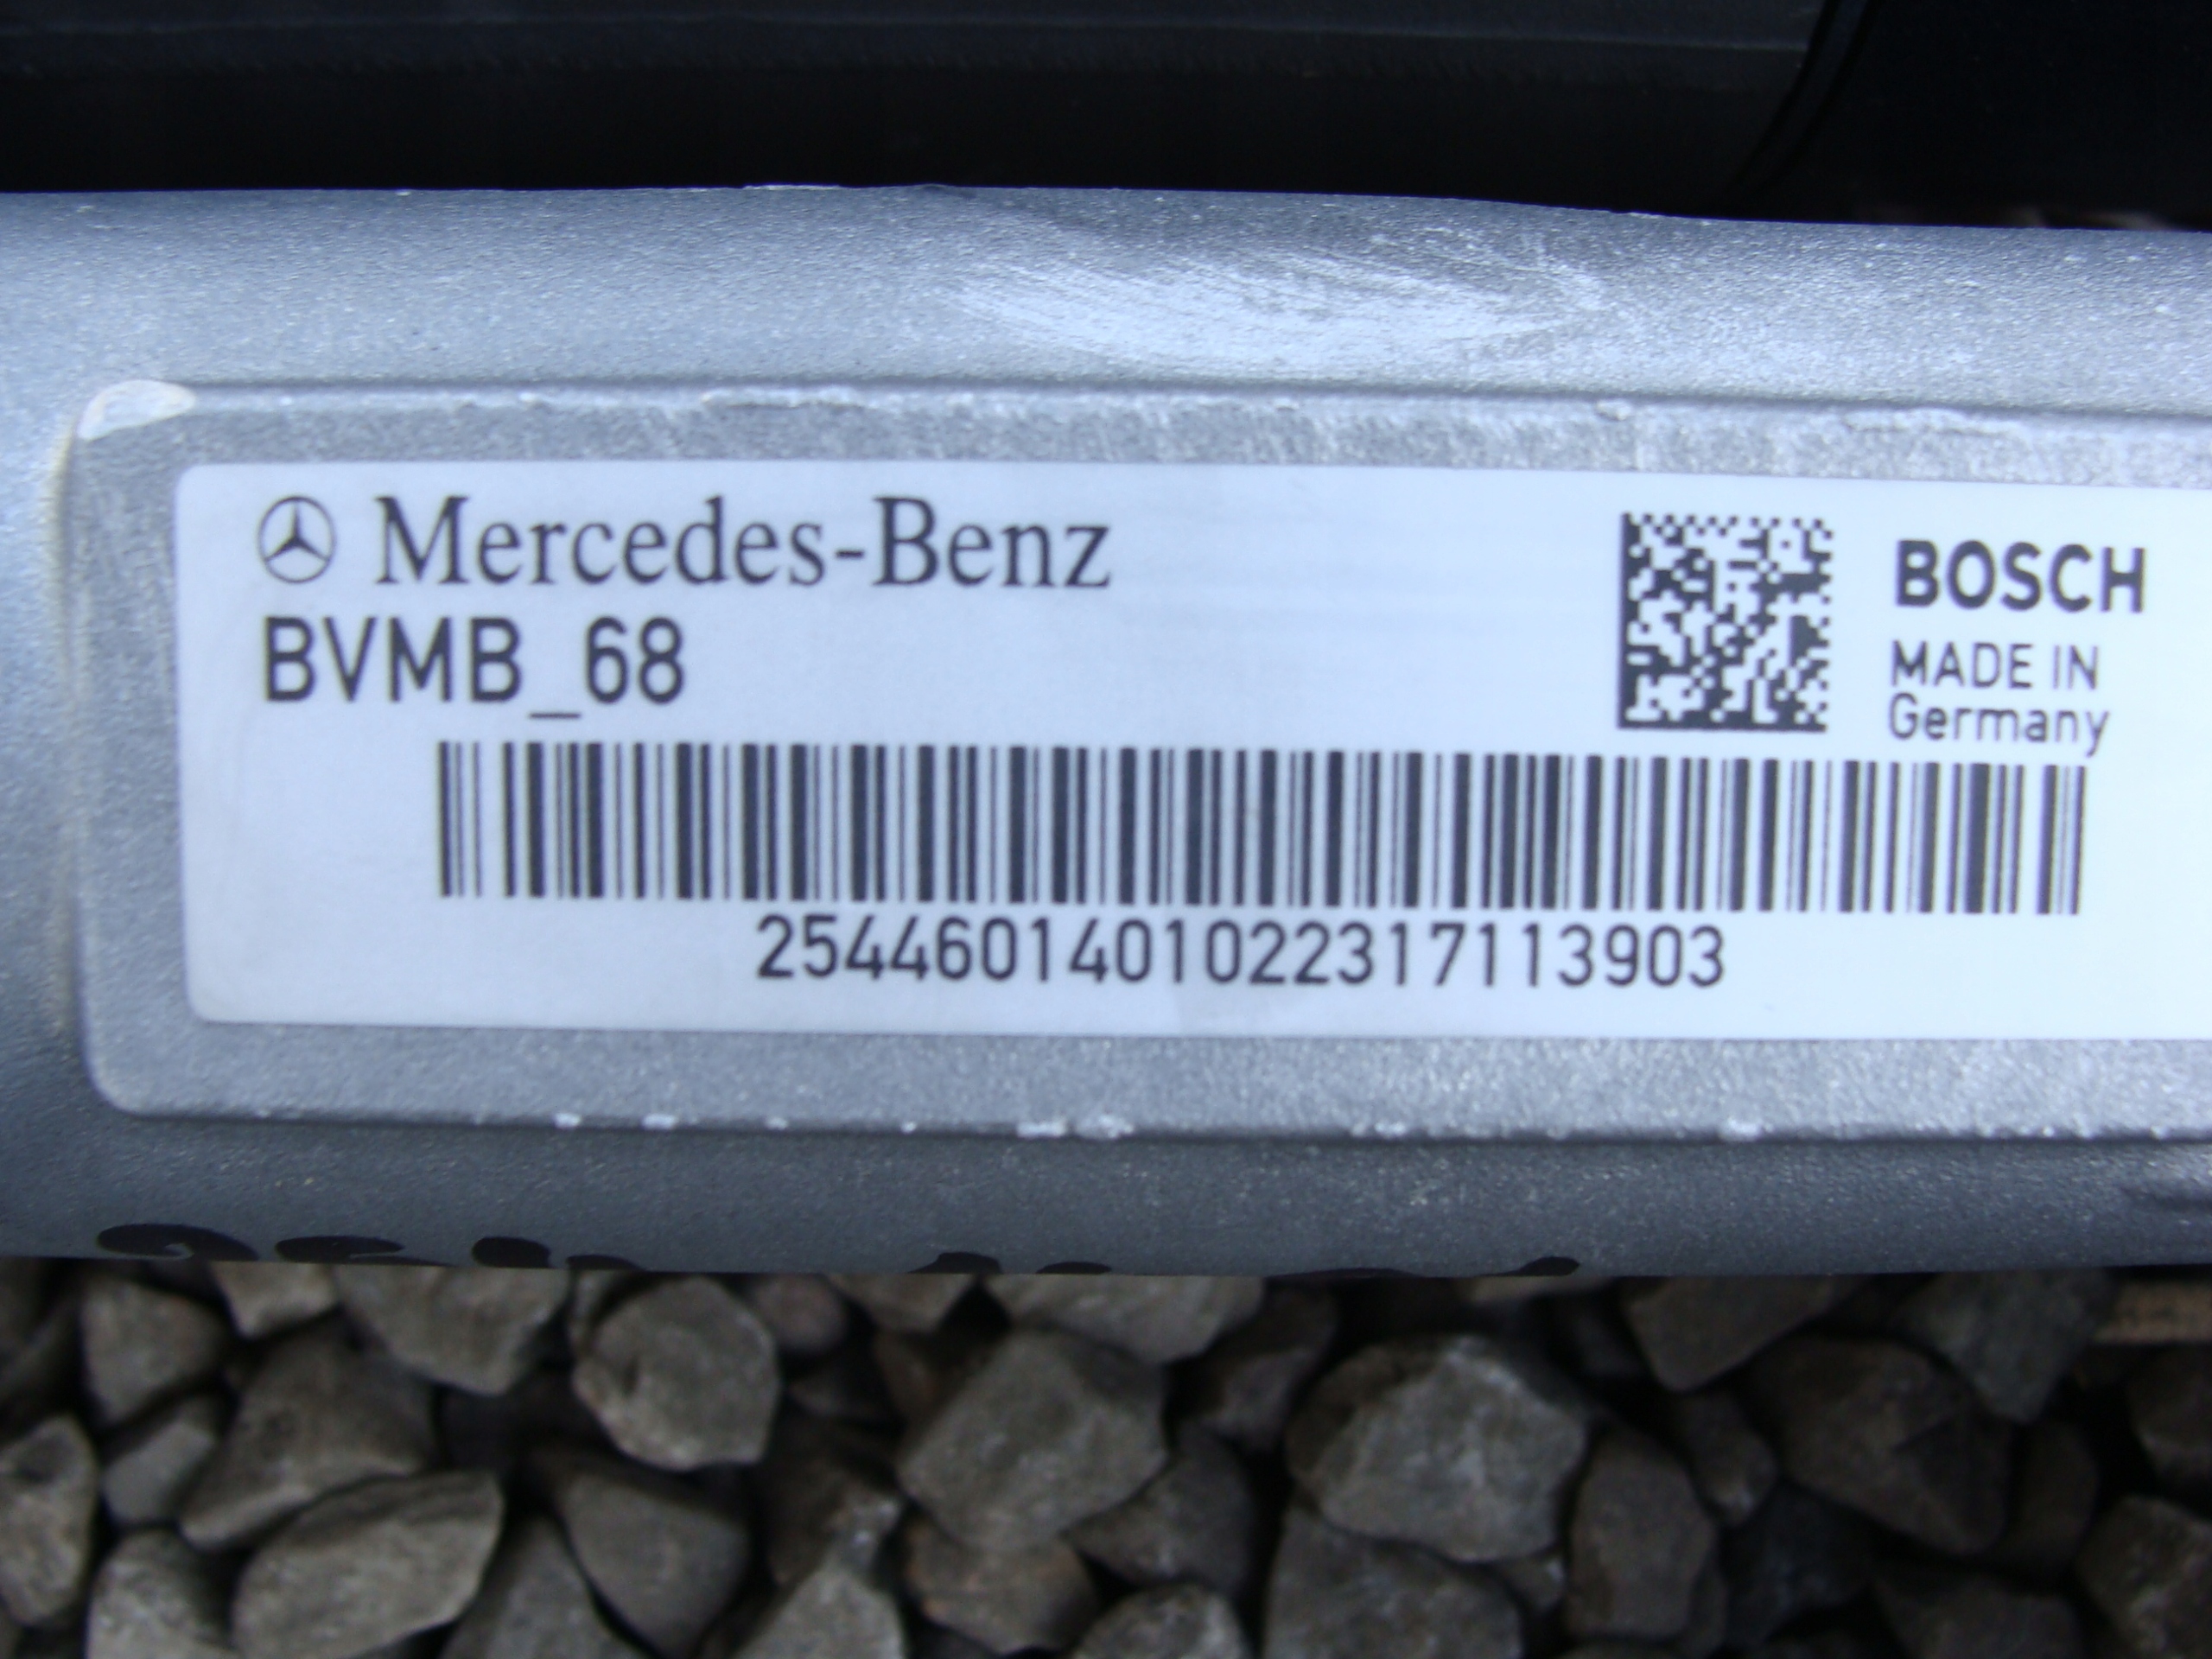 Mercedes-Benz
BVMB_68
BOSCH
MADE IN
Germany
2544601401022317113903